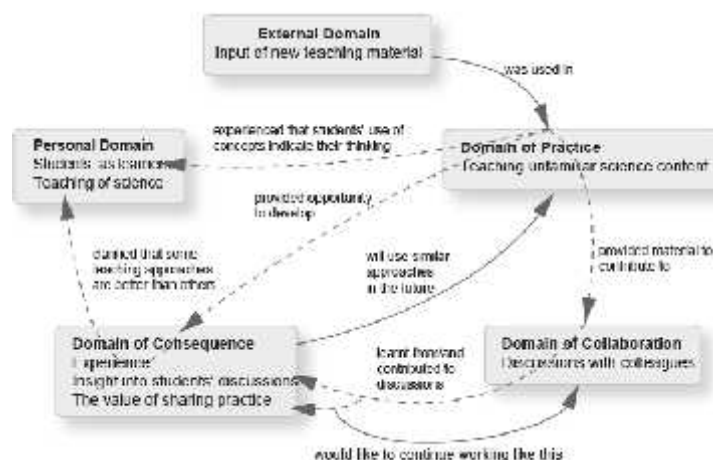 External Domain
Input of new teaching material
was used in
Personal Domain
Students as learners
Teaching of science
experienced that students' use of
concepts indicate their thinking
Domain of Practice
Teaching unfamiliar science content
provided opportunity
to develop
claimed that some
teaching approaches
are better than others
will use similar
approaches
in the future
provided material to
contribute to
Domain of Consequence
Experience
Insight into students' discussions
The value of sharing practice
learnt from/and
contributed to
discussions
Domain of Collaboration
Discussions with colleagues
would like to continue working like this